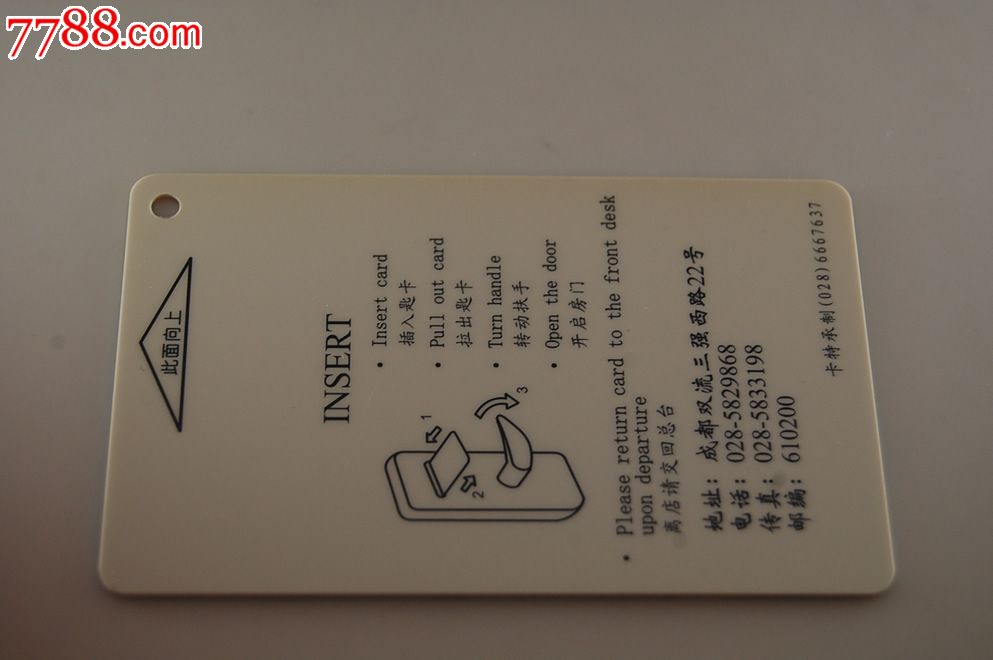 7788.com
此面向上
INSERT
• Insert card
插入匙卡
• Pull out card
拉出匙卡
• Turn handle
转动扶手
• Open the door
开启房门
1
2
3
• Please return card to the front desk
upon departure
离店请交回总台
地址: 成都双流三强西路22号
电话: 028-5829868
传真: 028-5833198
邮编: 610200
卡特承制(028)6667637